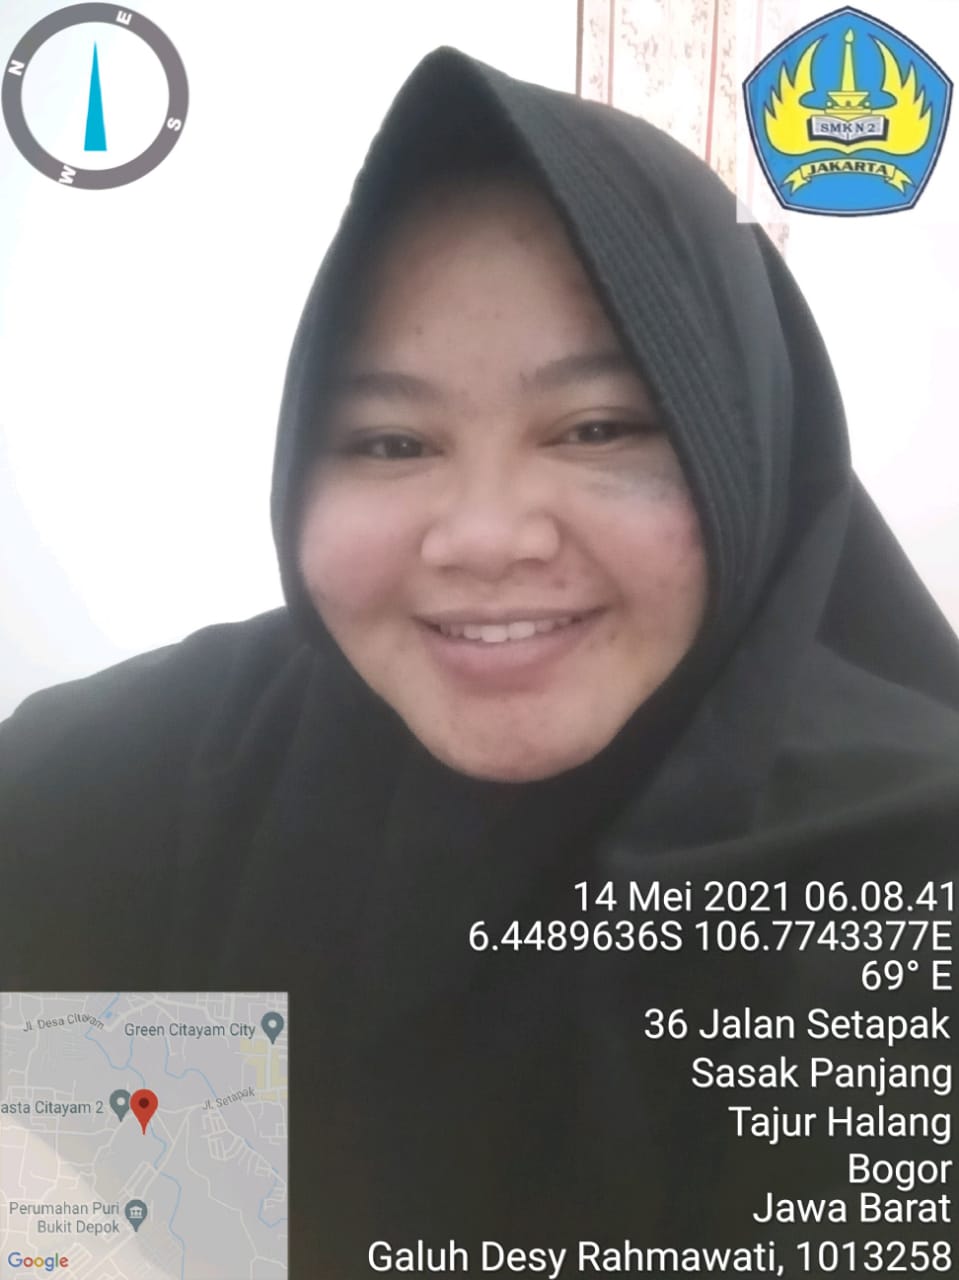 N
E
S
W
SMK N 2
JAKARTA
14 Mei 2021 06.08.41
6.4489636S 106.7743377E
69° E
36 Jalan Setapak
Sasak Panjang
Tajur Halang
Bogor
Jawa Barat
Galuh Desy Rahmawati, 1013258
Jl. Desa Citayam
Green Citayam City
asta Citayam 2
Jl. Setapak
Perumahan Puri
Bukit Depok
Google